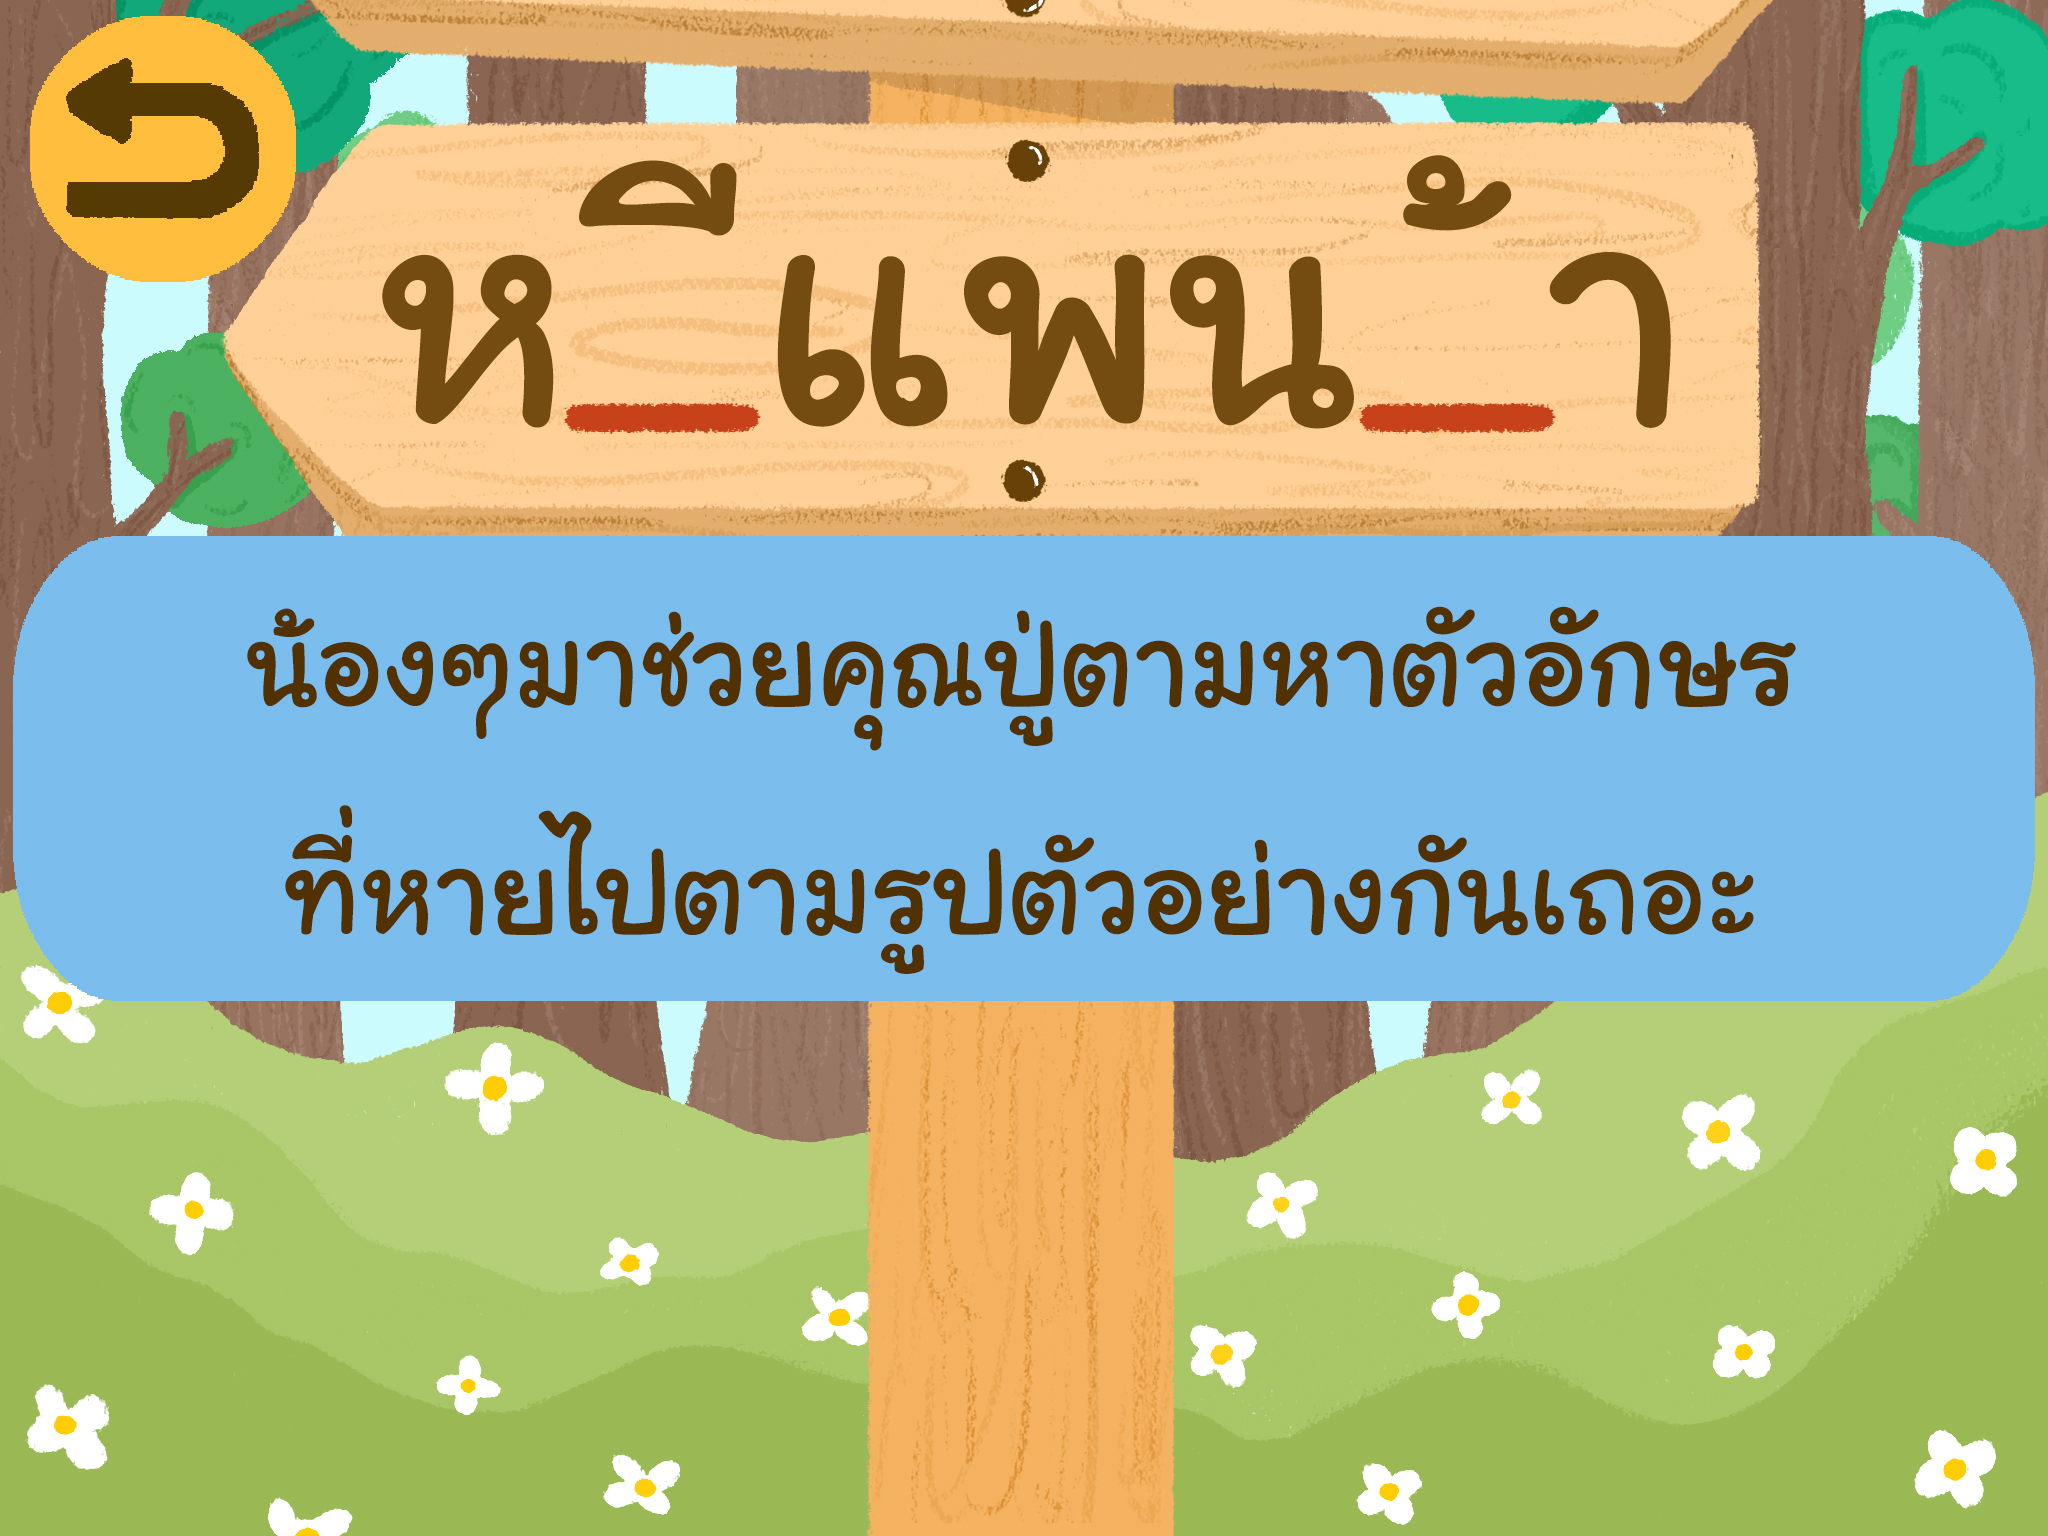 ห_ีแพน_้า
น้องๆมาช่วยคุณปู่ตามหาตัวอักษร
ที่หายไปตามรูปตัวอย่างกันเถอะ